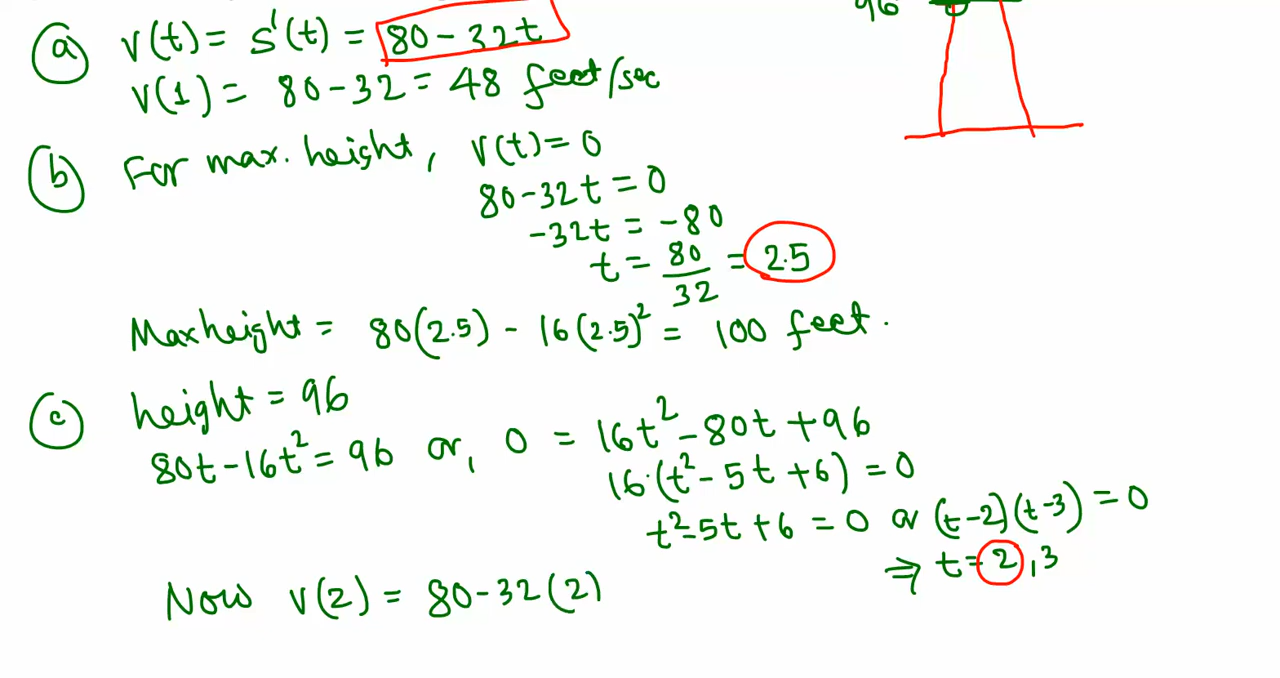 96
(a) v(t) = s'(t) = 80 - 32t
v(1) = 80 - 32 = 48 feet/sec
(b) For max. height, v(t) = 0
80 - 32t = 0
-32t = -80
t = 80/32 = 2.5
Max height = 80(2.5) - 16(2.5)² = 100 feet.
(c) height = 96
80t - 16t² = 96 or, 0 = 16t² - 80t + 96
16·(t² - 5t + 6) = 0
t² - 5t + 6 = 0 or (t-2)(t-3) = 0
⇒ t = 2, 3
Now v(2) = 80 - 32(2)